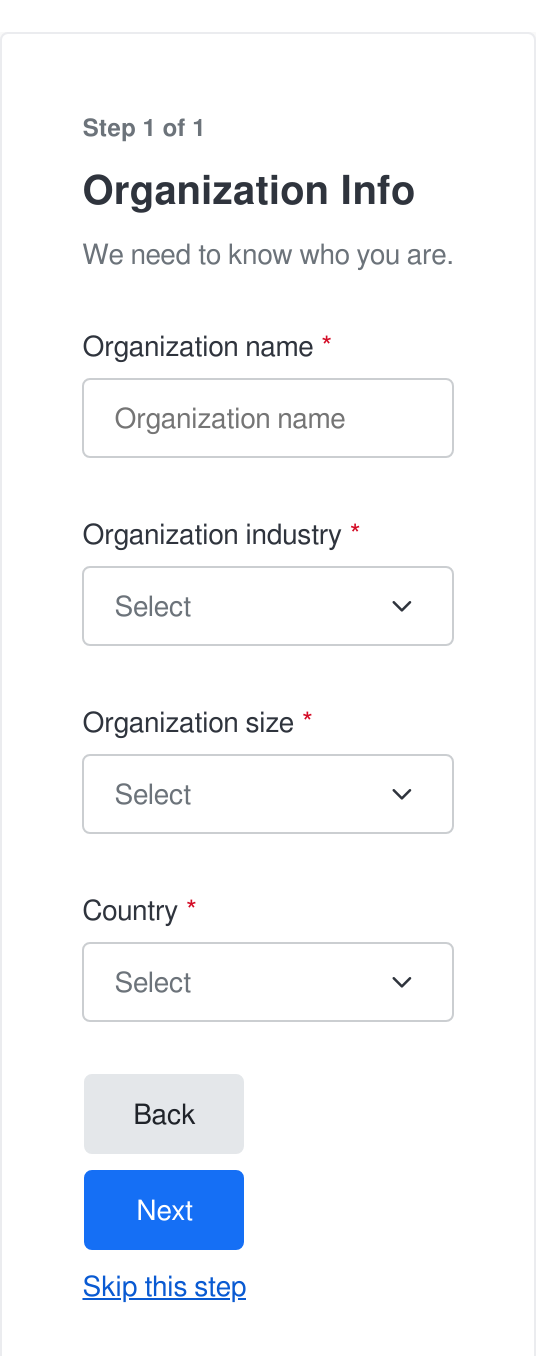 Step 1 of 1
Organization Info
We need to know who you are.
Organization name *
Organization name
Organization industry *
Select
Organization size *
Select
Country *
Select
Back
Next
Skip this step